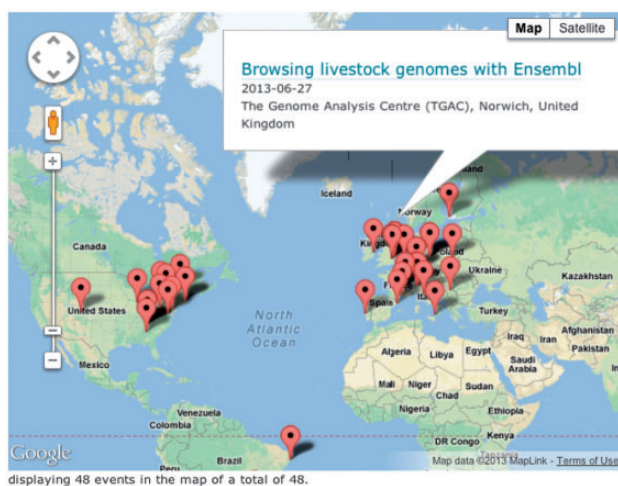 Map Satellite
Browsing livestock genomes with Ensembl
2013-06-27
The Genome Analysis Centre (TGAC), Norwich, United
Kingdom
Iceland
Norway
Canada
Poland
Ukraine
Kazakhstan
United States
Spain
Turkey
North
Atlantic
Ocean
Afghanistan
Iraq Iran
Pakistan
Algeria Libya Egypt
Saudi
Arabia
Mexico
Mali Niger Sudan
Chad
Venezuela
Nigeria Ethiopia
Colombia
Kenya
DR Congo
Google
Brazil
Map data ©2013 MapLink - Terms of Use
displaying 48 events in the map of a total of 48.